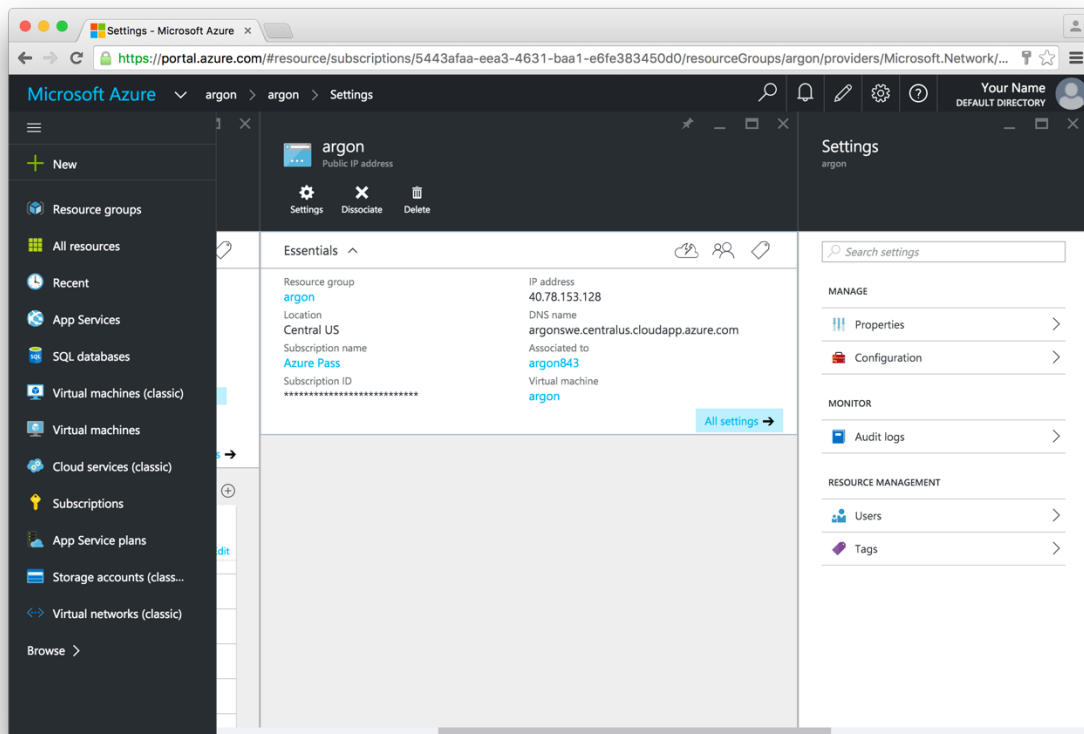 Settings - Microsoft Azure
https://portal.azure.com/#resource/subscriptions/5443afaa-eea3-4631-baa1-e6fe383450d0/resourceGroups/argon/providers/Microsoft.Network/...
Microsoft Azure argon > argon > Settings
Your Name
DEFAULT DIRECTORY
New
Resource groups
All resources
Recent
App Services
SQL databases
Virtual machines (classic)
Virtual machines
Cloud services (classic)
Subscriptions
App Service plans
Storage accounts (class...
Virtual networks (classic)
Browse >
argon
Public IP address
Settings Dissociate Delete
Essentials
Resource group
argon
Location
Central US
Subscription name
Azure Pass
Subscription ID
***************************
IP address
40.78.153.128
DNS name
argonswe.centralus.cloudapp.azure.com
Associated to
argon843
Virtual machine
argon
All settings →
Settings
argon
Search settings
MANAGE
Properties
Configuration
MONITOR
Audit logs
RESOURCE MANAGEMENT
Users
Tags